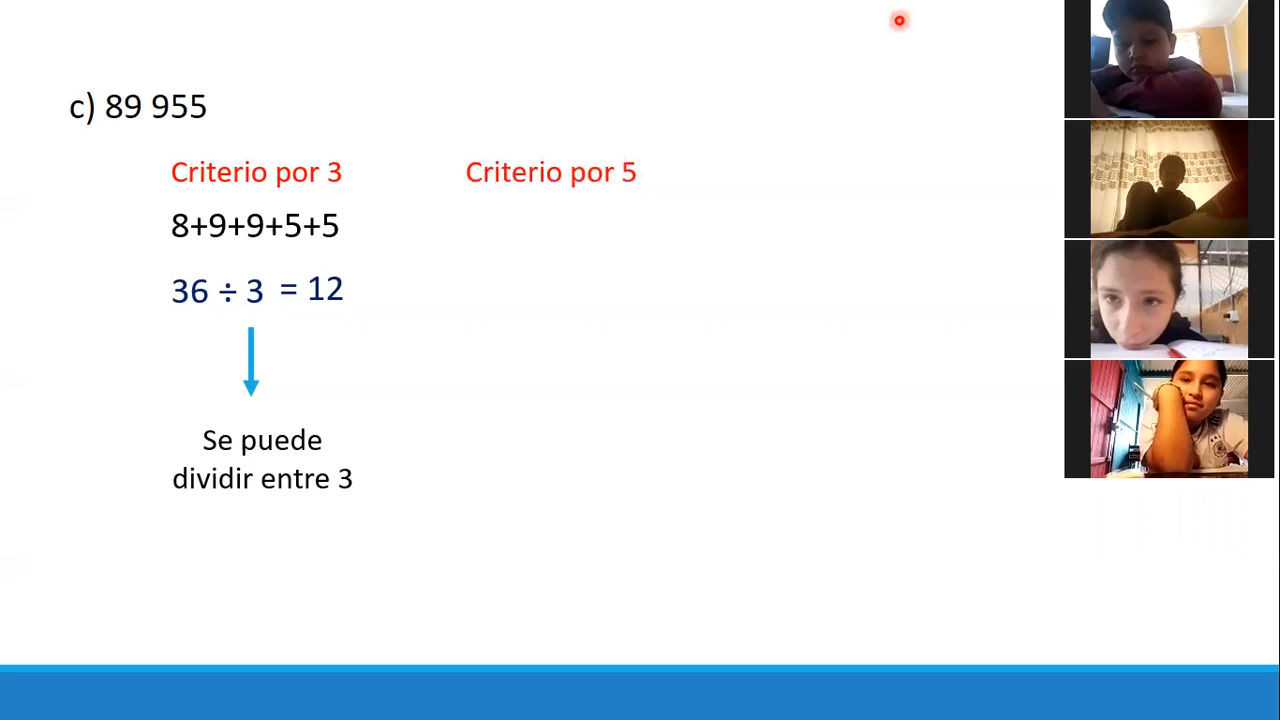 c) 89 955
Criterio por 3
Criterio por 5
8+9+9+5+5
36 ÷ 3 = 12
Se puede
dividir entre 3